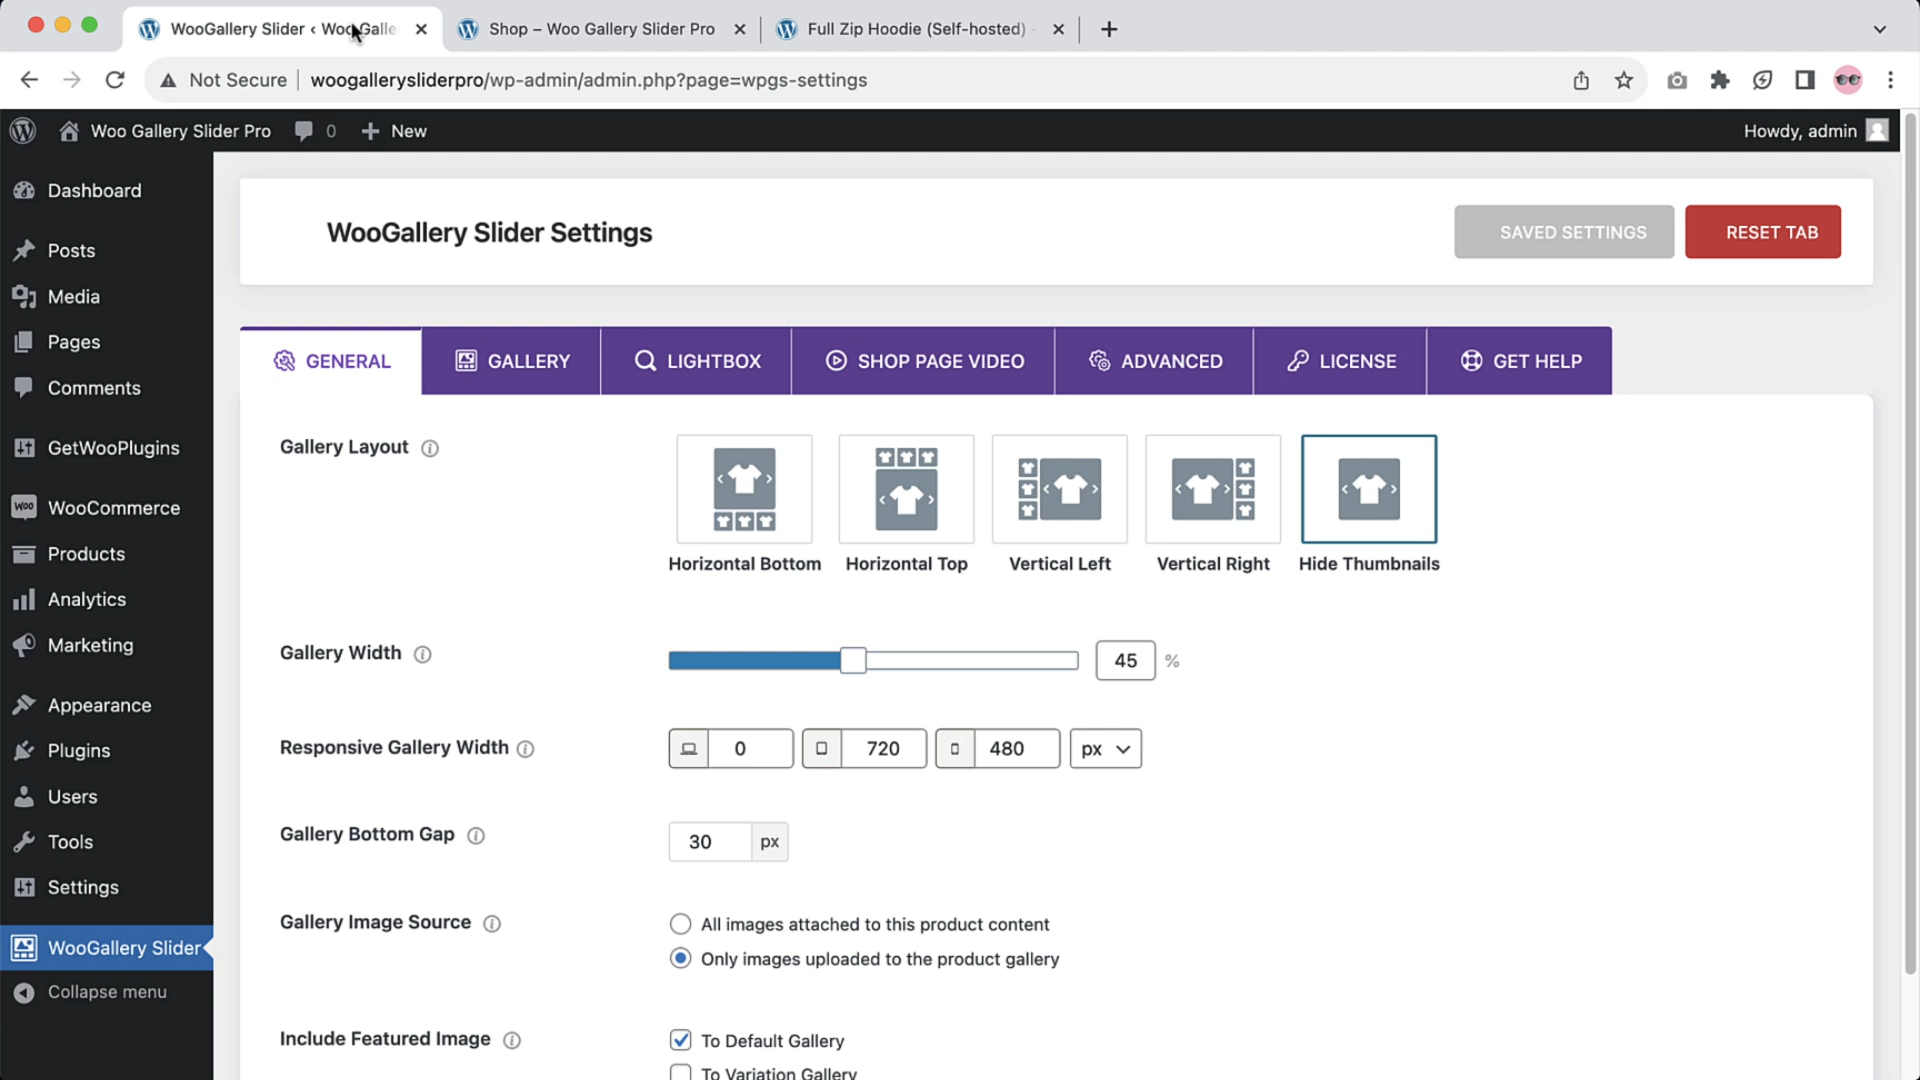 WooGallery Slider ‹ WooGalle
Shop – Woo Gallery Slider Pro
Full Zip Hoodie (Self-hosted)
Not Secure
woogallerysliderpro/wp-admin/admin.php?page=wpgs-settings
Woo Gallery Slider Pro
0
New
Howdy, admin
Dashboard
Posts
Media
Pages
Comments
GetWooPlugins
WooCommerce
Products
Analytics
Marketing
Appearance
Plugins
Users
Tools
Settings
WooGallery Slider
Collapse menu
WooGallery Slider Settings
SAVED SETTINGS
RESET TAB
GENERAL
GALLERY
LIGHTBOX
SHOP PAGE VIDEO
ADVANCED
LICENSE
GET HELP
Gallery Layout
Horizontal Bottom
Horizontal Top
Vertical Left
Vertical Right
Hide Thumbnails
Gallery Width
45
%
Responsive Gallery Width
0
720
480
px
Gallery Bottom Gap
30
px
Gallery Image Source
All images attached to this product content
Only images uploaded to the product gallery
Include Featured Image
To Default Gallery
To Variation Gallery